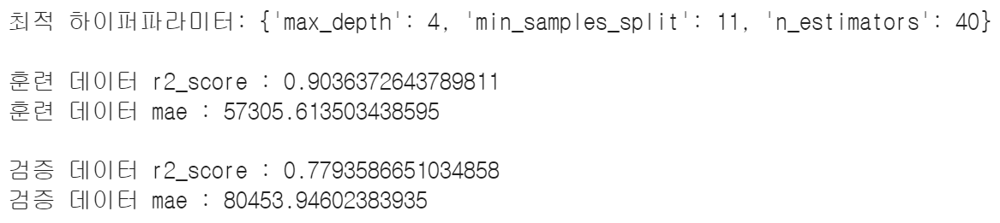 최적 하이퍼파라미터: {'max_depth': 4, 'min_samples_split': 11, 'n_estimators': 40}
훈련 데이터 r2_score : 0.9036372643789811
훈련 데이터 mae : 57305.613503438595
검증 데이터 r2_score : 0.7793586651034858
검증 데이터 mae : 80453.94602383935